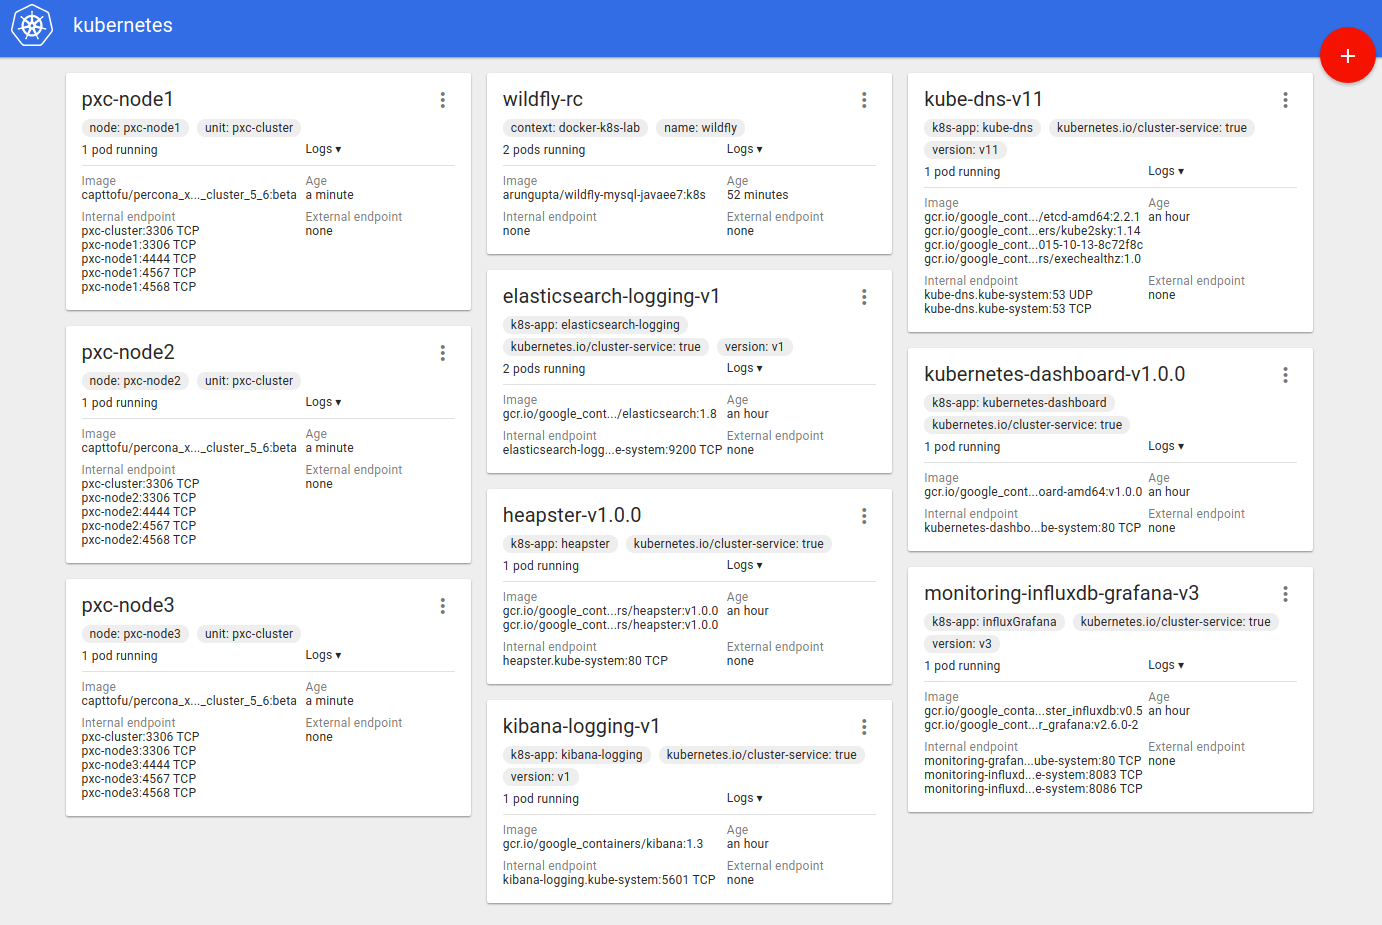 kubernetes
+
pxc-node1
node: pxc-node1 unit: pxc-cluster
1 pod running Logs ▾
Image Age
capttofu/percona_x..._cluster_5_6:beta a minute
Internal endpoint External endpoint
pxc-cluster:3306 TCP none
pxc-node1:3306 TCP
pxc-node1:4444 TCP
pxc-node1:4567 TCP
pxc-node1:4568 TCP
pxc-node2
node: pxc-node2 unit: pxc-cluster
1 pod running Logs ▾
Image Age
capttofu/percona_x..._cluster_5_6:beta a minute
Internal endpoint External endpoint
pxc-cluster:3306 TCP none
pxc-node2:3306 TCP
pxc-node2:4444 TCP
pxc-node2:4567 TCP
pxc-node2:4568 TCP
pxc-node3
node: pxc-node3 unit: pxc-cluster
1 pod running Logs ▾
Image Age
capttofu/percona_x..._cluster_5_6:beta a minute
Internal endpoint External endpoint
pxc-cluster:3306 TCP none
pxc-node3:3306 TCP
pxc-node3:4444 TCP
pxc-node3:4567 TCP
pxc-node3:4568 TCP
wildfly-rc
context: docker-k8s-lab name: wildfly
2 pods running Logs ▾
Image Age
arungupta/wildfly-mysql-javaee7:k8s 52 minutes
Internal endpoint External endpoint
none none
elasticsearch-logging-v1
k8s-app: elasticsearch-logging
kubernetes.io/cluster-service: true version: v1
2 pods running Logs ▾
Image Age
gcr.io/google_cont.../elasticsearch:1.8 an hour
Internal endpoint External endpoint
elasticsearch-logg...e-system:9200 TCP none
heapster-v1.0.0
k8s-app: heapster kubernetes.io/cluster-service: true
1 pod running Logs ▾
Image Age
gcr.io/google_cont...rs/heapster:v1.0.0 an hour
gcr.io/google_cont...rs/heapster:v1.0.0
Internal endpoint External endpoint
heapster.kube-system:80 TCP none
kibana-logging-v1
k8s-app: kibana-logging kubernetes.io/cluster-service: true
version: v1
1 pod running Logs ▾
Image Age
gcr.io/google_containers/kibana:1.3 an hour
Internal endpoint External endpoint
kibana-logging.kube-system:5601 TCP none
kube-dns-v11
k8s-app: kube-dns kubernetes.io/cluster-service: true
version: v11
1 pod running Logs ▾
Image Age
gcr.io/google_cont.../etcd-amd64:2.2.1 an hour
gcr.io/google_cont...ers/kube2sky:1.14
gcr.io/google_cont...015-10-13-8c72f8c
gcr.io/google_cont...rs/exechealthz:1.0
Internal endpoint External endpoint
kube-dns.kube-system:53 UDP none
kube-dns.kube-system:53 TCP
kubernetes-dashboard-v1.0.0
k8s-app: kubernetes-dashboard
kubernetes.io/cluster-service: true
1 pod running Logs ▾
Image Age
gcr.io/google_cont...oard-amd64:v1.0.0 an hour
Internal endpoint External endpoint
kubernetes-dashbo...be-system:80 TCP none
monitoring-influxdb-grafana-v3
k8s-app: influxGrafana kubernetes.io/cluster-service: true
version: v3
1 pod running Logs ▾
Image Age
gcr.io/google_conta...ster_influxdb:v0.5 an hour
gcr.io/google_cont...r_grafana:v2.6.0-2
Internal endpoint External endpoint
monitoring-grafan...ube-system:80 TCP none
monitoring-influxd...e-system:8083 TCP
monitoring-influxd...e-system:8086 TCP